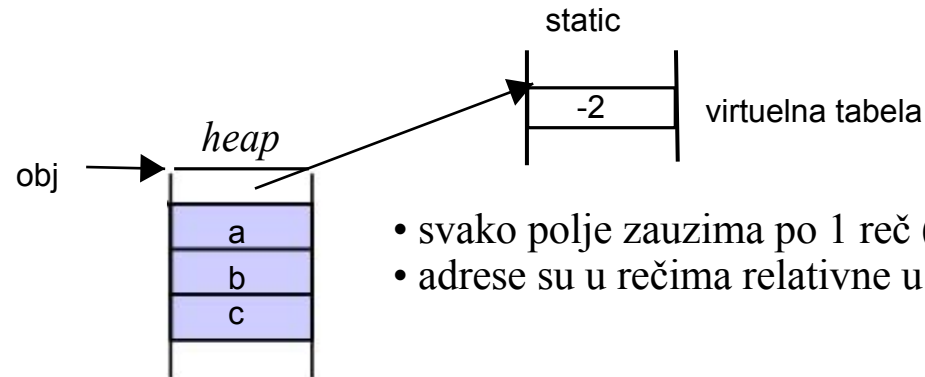 static
-2
virtuelna tabela
heap
obj
a
b
c
• svako polje zauzima po 1 reč
• adrese su u rečima relativne u